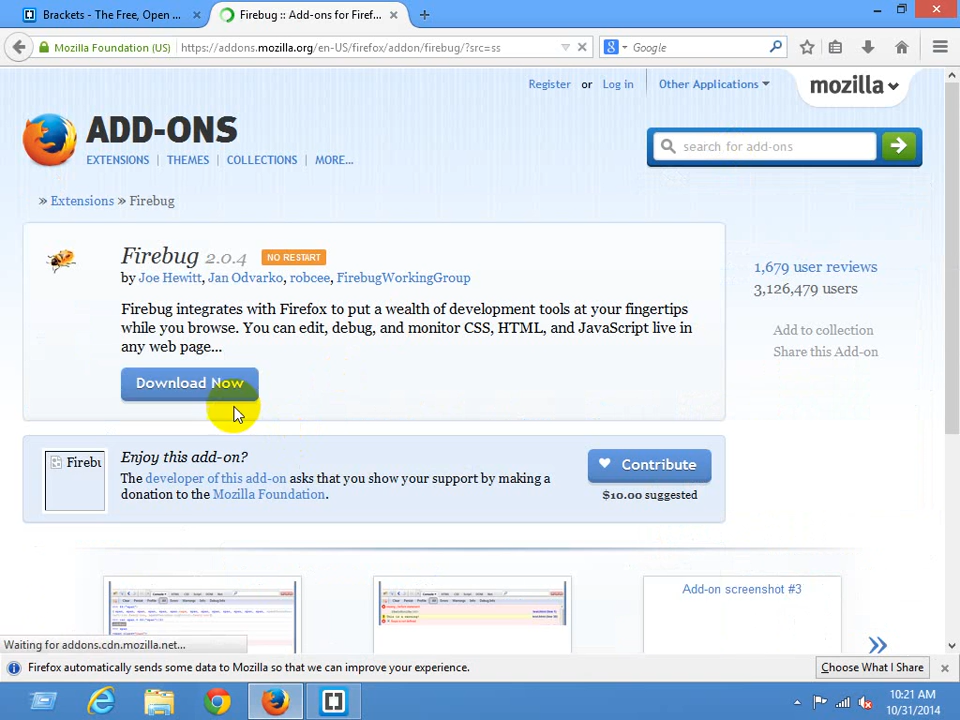 Brackets - The Free, Open ...
Firebug :: Add-ons for Firef...
Mozilla Foundation (US)
https://addons.mozilla.org/en-US/firefox/addon/firebug/?src=ss
Google
Register or Log in
Other Applications
mozilla
ADD-ONS
EXTENSIONS | THEMES | COLLECTIONS | MORE...
search for add-ons
» Extensions » Firebug
Firebug 2.0.4 NO RESTART
by Joe Hewitt, Jan Odvarko, robcee, FirebugWorkingGroup
Firebug integrates with Firefox to put a wealth of development tools at your fingertips
while you browse. You can edit, debug, and monitor CSS, HTML, and JavaScript live in
any web page...
Download Now
1,679 user reviews
3,126,479 users
Add to collection
Share this Add-on
Firebu
Enjoy this add-on?
The developer of this add-on asks that you show your support by making a
donation to the Mozilla Foundation.
Contribute
$10.00 suggested
Add-on screenshot #3
»
Waiting for addons.cdn.mozilla.net...
Firefox automatically sends some data to Mozilla so that we can improve your experience.
Choose What I Share
10:21 AM
10/31/2014